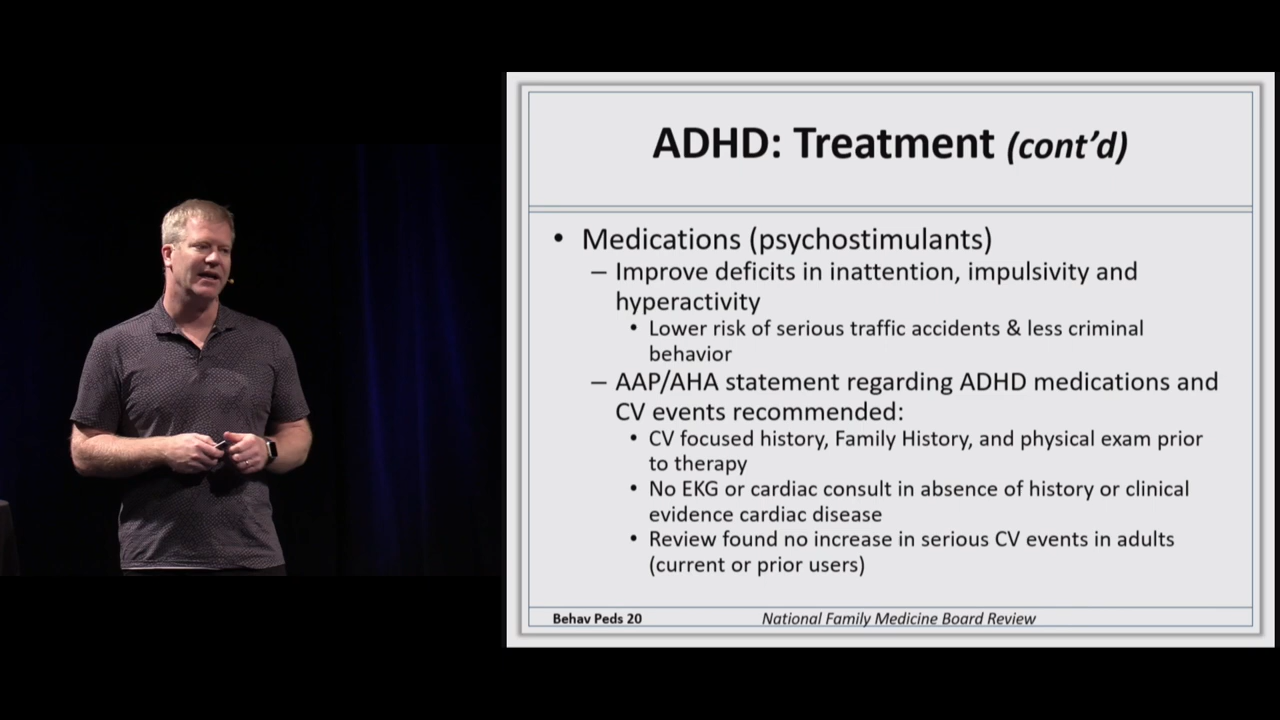 ADHD: Treatment (cont’d)
• Medications (psychostimulants)
– Improve deficits in inattention, impulsivity and
hyperactivity
• Lower risk of serious traffic accidents & less criminal
behavior
– AAP/AHA statement regarding ADHD medications and
CV events recommended:
• CV focused history, Family History, and physical exam prior
to therapy
• No EKG or cardiac consult in absence of history or clinical
evidence cardiac disease
• Review found no increase in serious CV events in adults
(current or prior users)
Behav Peds 20
National Family Medicine Board Review